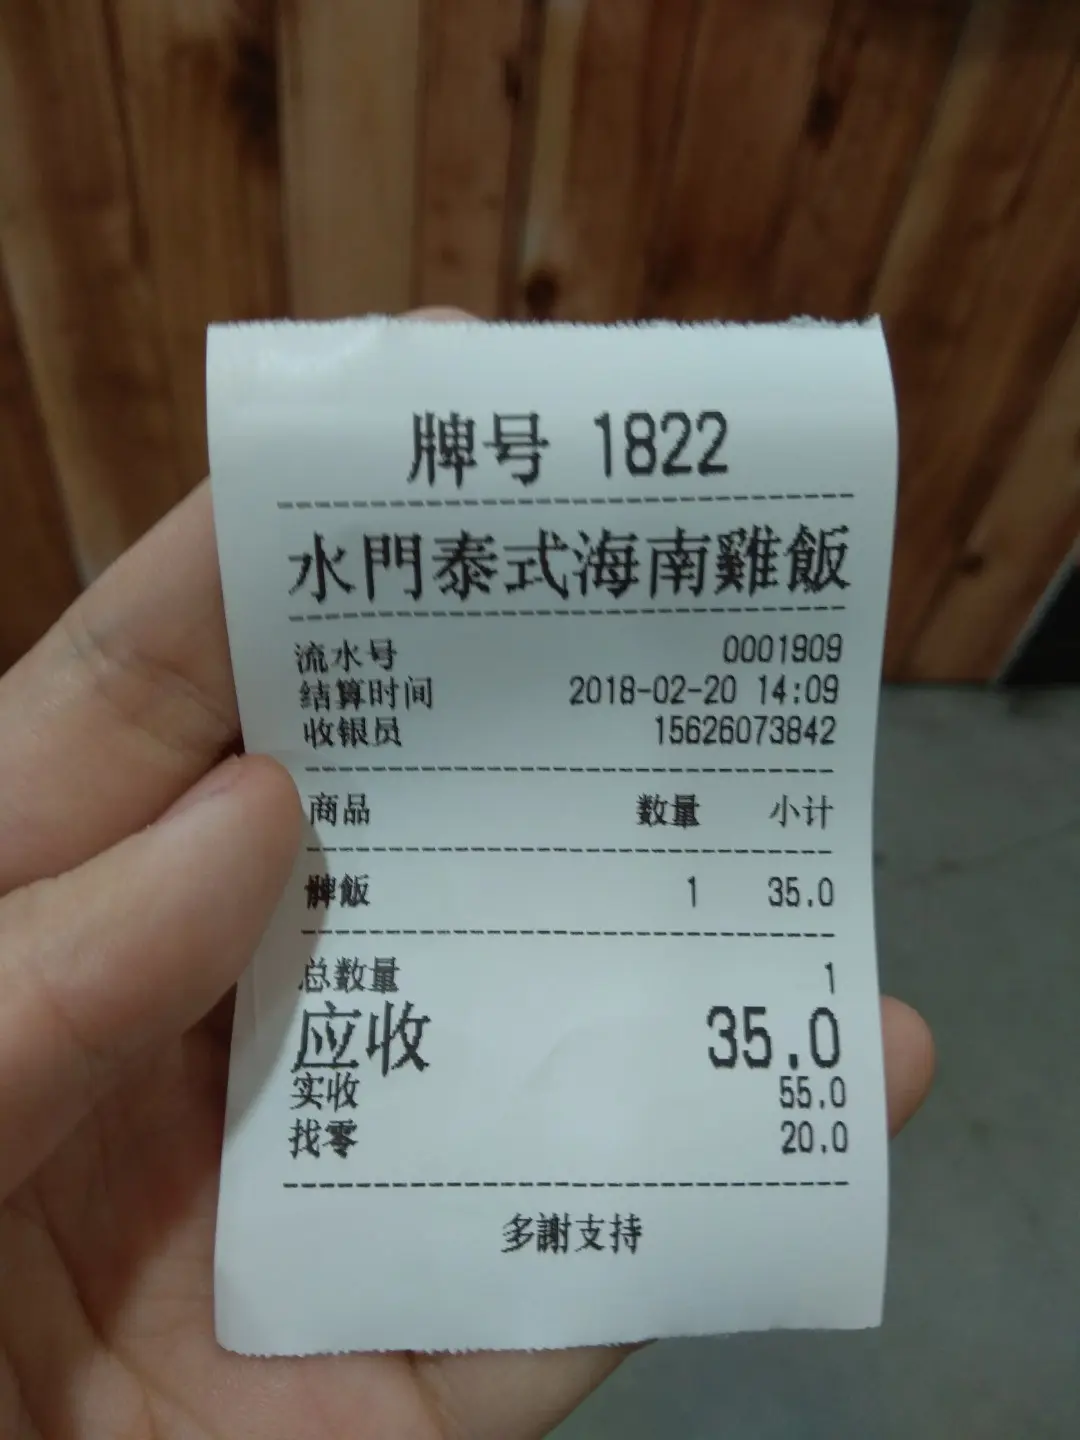 牌号 1822
水門泰式海南雞飯
流水号 0001909
结算时间 2018-02-20 14:09
收银员 15626073842
商品 数量 小计
髀飯 1 35.0
总数量 1
应收 35.0
实收 55.0
找零 20.0
多謝支持